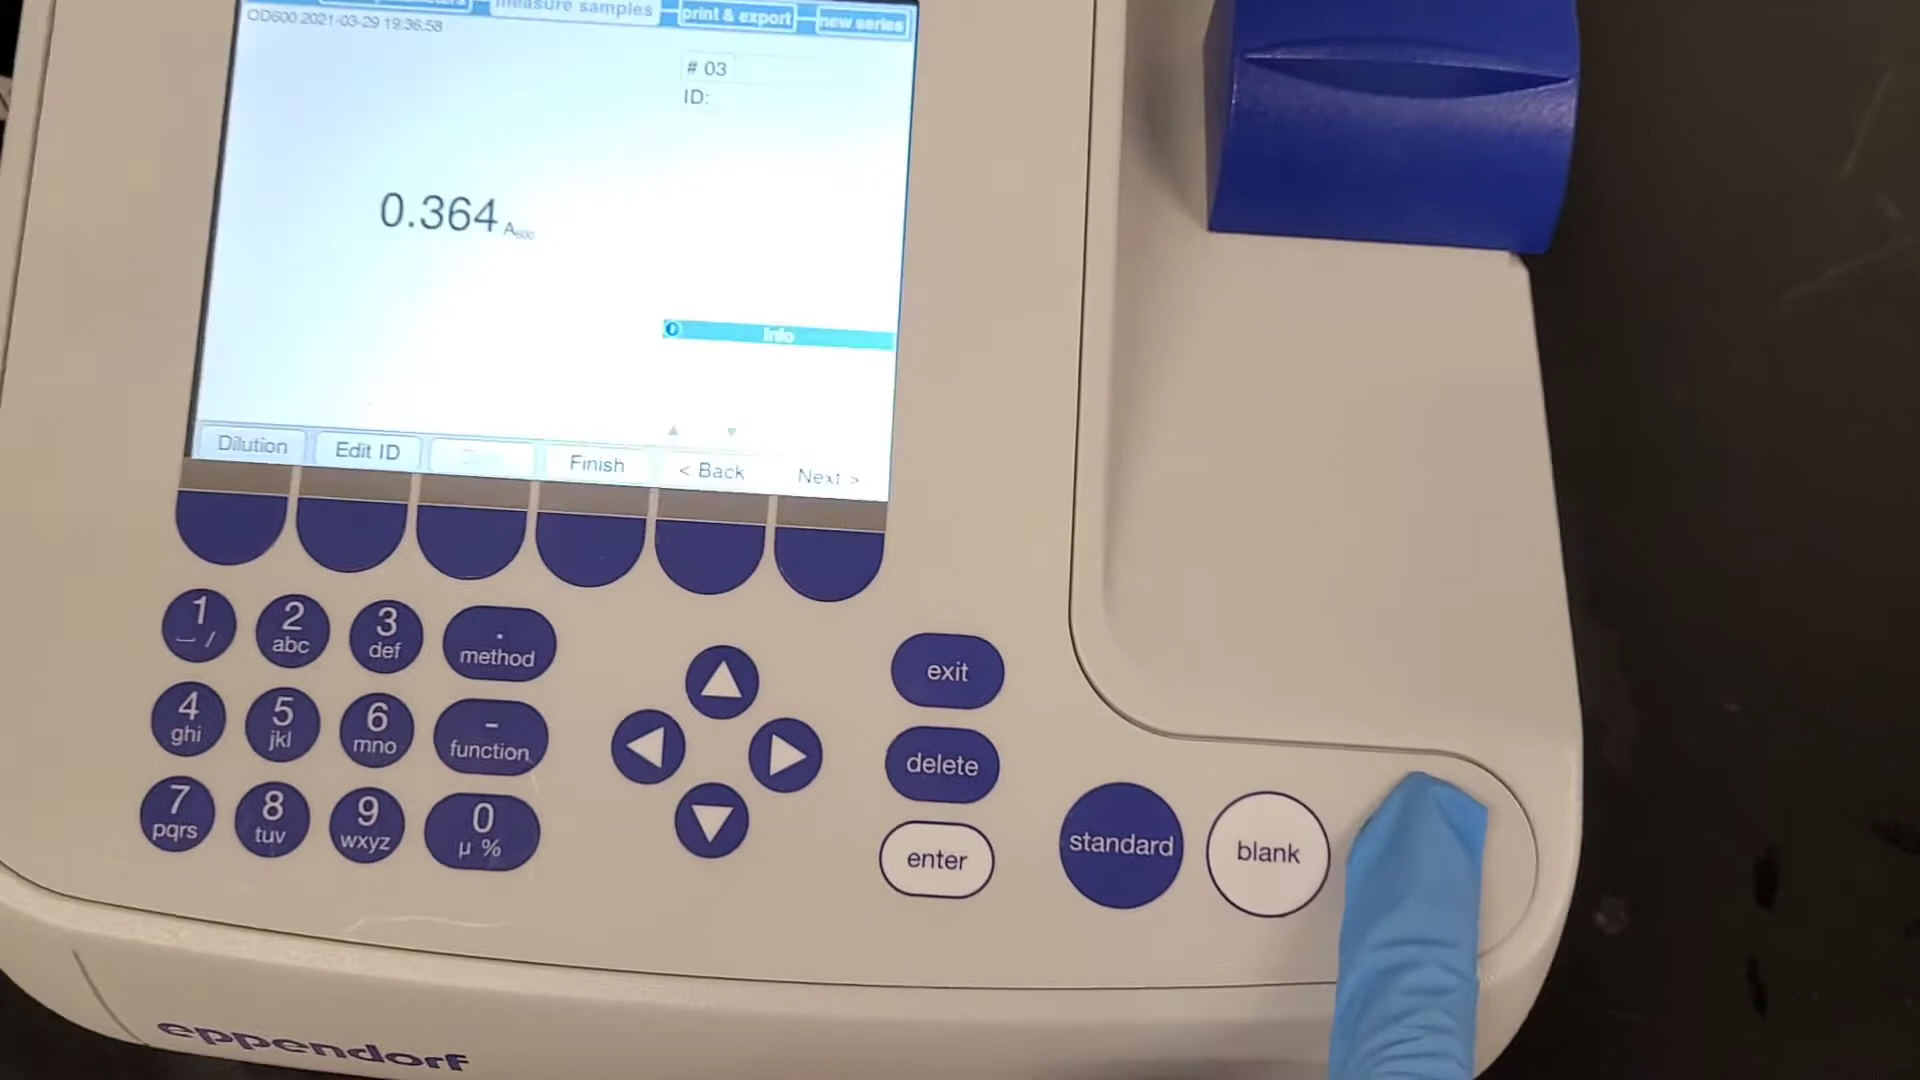 measure samples
print & export
new series
OD600 2021-03-29 19:36:58
# 03
ID:
0.364 A600
Info
Dilution
Edit ID
Finish
< Back
Next >
1
2
abc
3
def
.
method
4
ghi
5
jkl
6
mno
-
function
7
pqrs
8
tuv
9
wxyz
0
µ %
exit
delete
enter
standard
blank
eppendorf